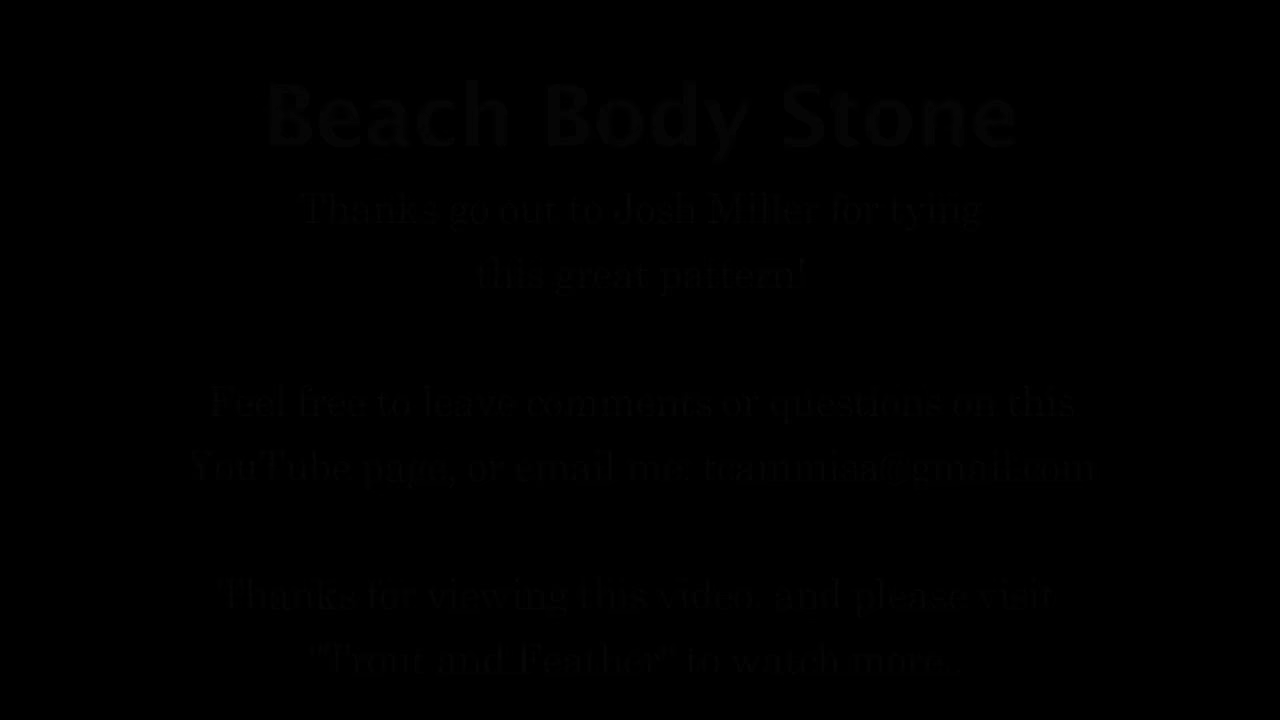 Beach Body Stone
Thanks go out to Josh Miller for tying
this great pattern!
Feel free to leave comments or questions on this
YouTube page, or email me: teammisa@gmail.com
Thanks for viewing this video, and please visit
"Trout and Feather" to watch more..